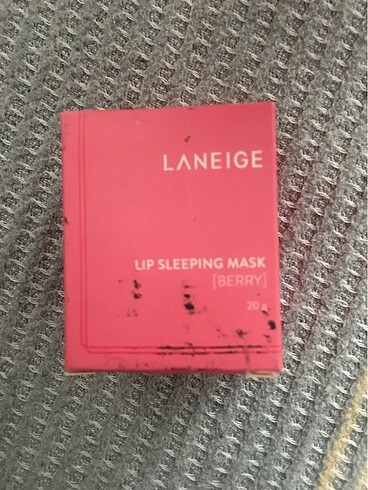 LANEIGE
LIP SLEEPING MASK
[BERRY]
20 g